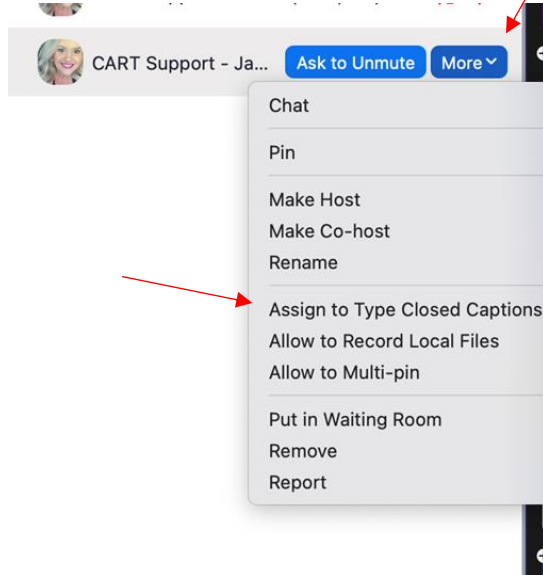 CART Support - Ja... Ask to Unmute More
Chat
Pin
Make Host
Make Co-host
Rename
Assign to Type Closed Captions
Allow to Record Local Files
Allow to Multi-pin
Put in Waiting Room
Remove
Report